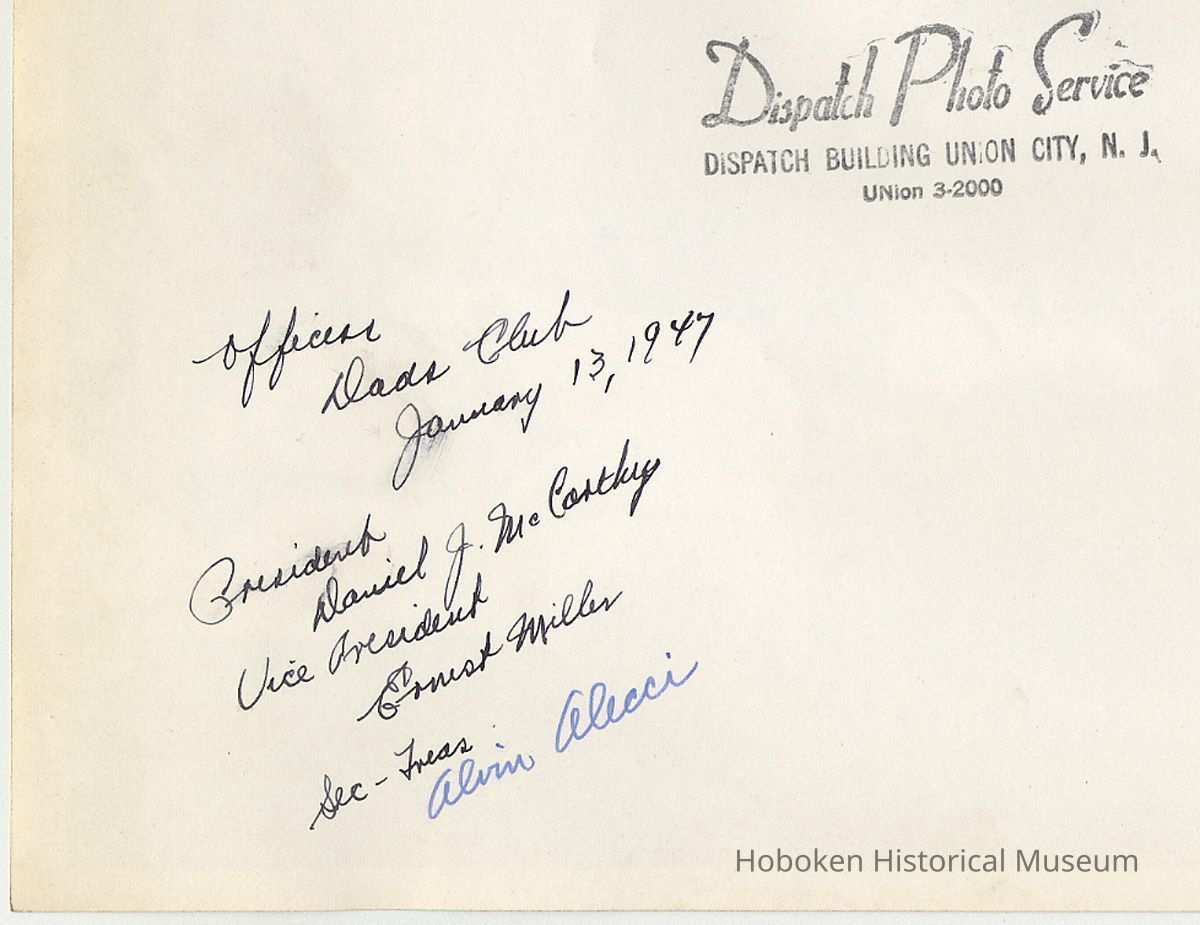 Dispatch Photo Service
DISPATCH BUILDING UNION CITY, N. J.
UNion 3-2000
Officers
Dads Club
January 13, 1947
President
Daniel J. McCarthy
Vice President
Ernest Miller
Sec - Treas
Alvin Alecci
Hoboken Historical Museum